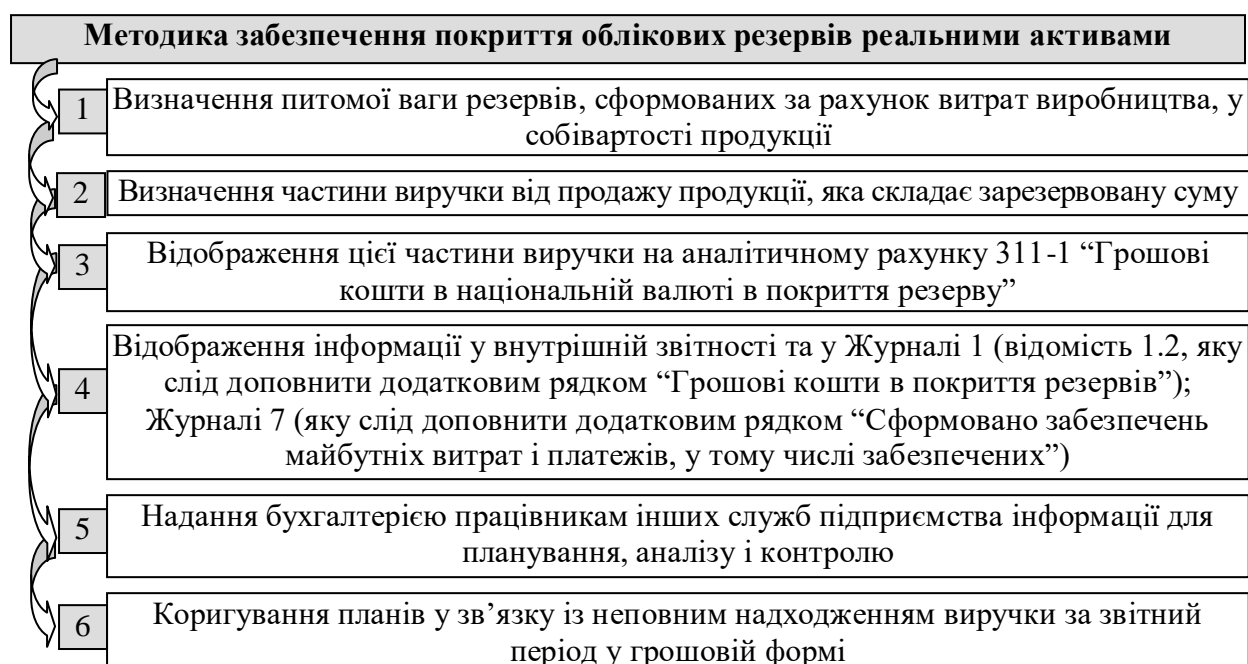 Методика забезпечення покриття облікових резервів реальними активами
1
Визначення питомої ваги резервів, сформованих за рахунок витрат виробництва, у
собівартості продукції
2
Визначення частини виручки від продажу продукції, яка складає зарезервовану суму
3
Відображення цієї частини виручки на аналітичному рахунку 311-1 “Грошові
кошти в національній валюті в покриття резерву”
4
Відображення інформації у внутрішній звітності та у Журналі 1 (відомість 1.2, яку
слід доповнити додатковим рядком “Грошові кошти в покриття резервів”);
Журналі 7 (яку слід доповнити додатковим рядком “Сформовано забезпечень
майбутніх витрат і платежів, у тому числі забезпечених”)
5
Надання бухгалтерією працівникам інших служб підприємства інформації для
планування, аналізу і контролю
6
Коригування планів у зв’язку із неповним надходженням виручки за звітний
період у грошовій формі